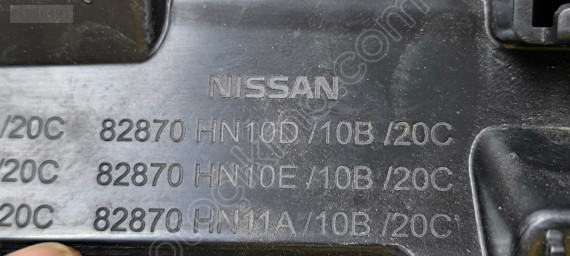 NISSAN
/20C 82870 HN10D /10B /20C
/20C 82870 HN10E /10B /20C
20C 82870 HN11A /10B /20C